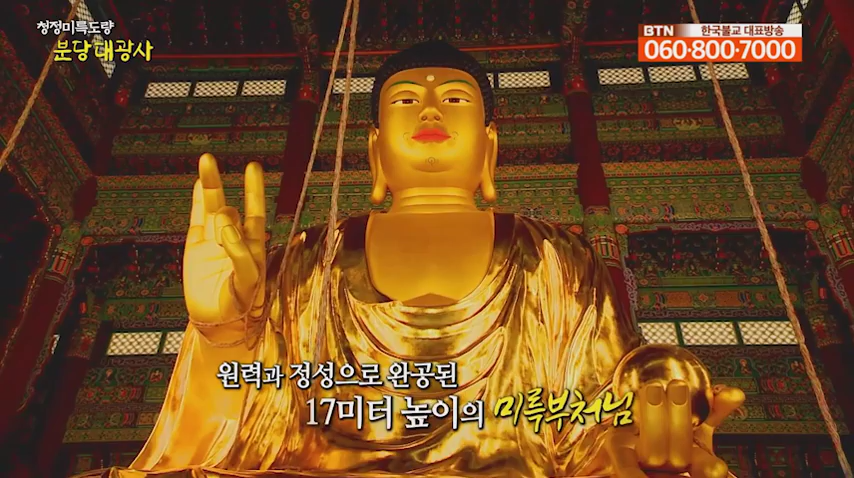 청정미륵도량
분당 대광사
BTN 한국불교 대표방송
060·800·7000
원력과 정성으로 완공된
17미터 높이의 미륵부처님